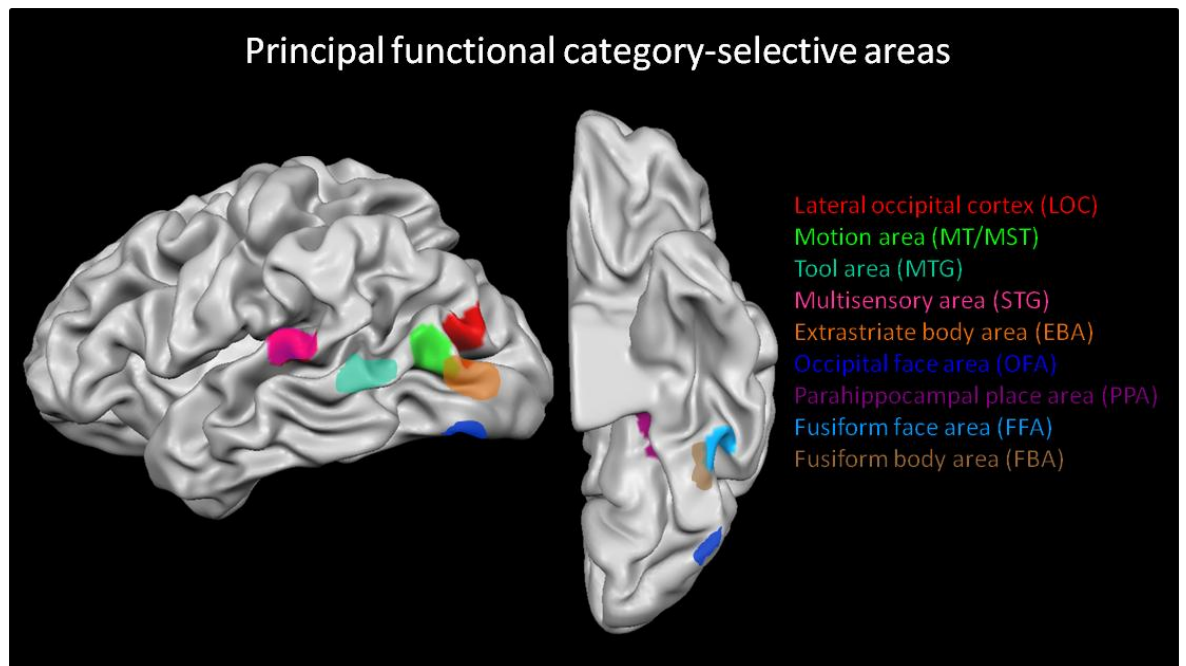 Principal functional category-selective areas
Lateral occipital cortex (LOC)
Motion area (MT/MST)
Tool area (MTG)
Multisensory area (STG)
Extrastriate body area (EBA)
Occipital face area (OFA)
Parahippocampal place area (PPA)
Fusiform face area (FFA)
Fusiform body area (FBA)